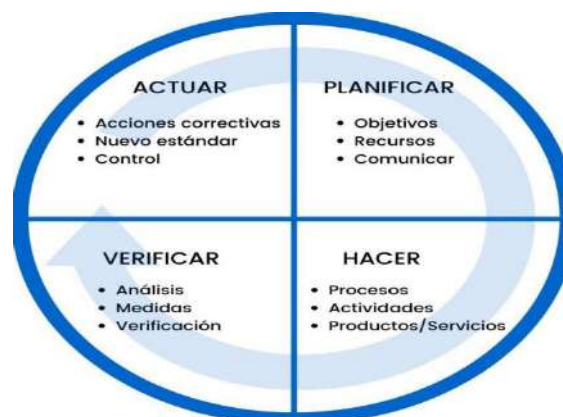 ACTUAR
• Acciones correctivas
• Nuevo estándar
• Control
PLANIFICAR
• Objetivos
• Recursos
• Comunicar
VERIFICAR
• Análisis
• Medidas
• Verificación
HACER
• Procesos
• Actividades
• Productos/Servicios